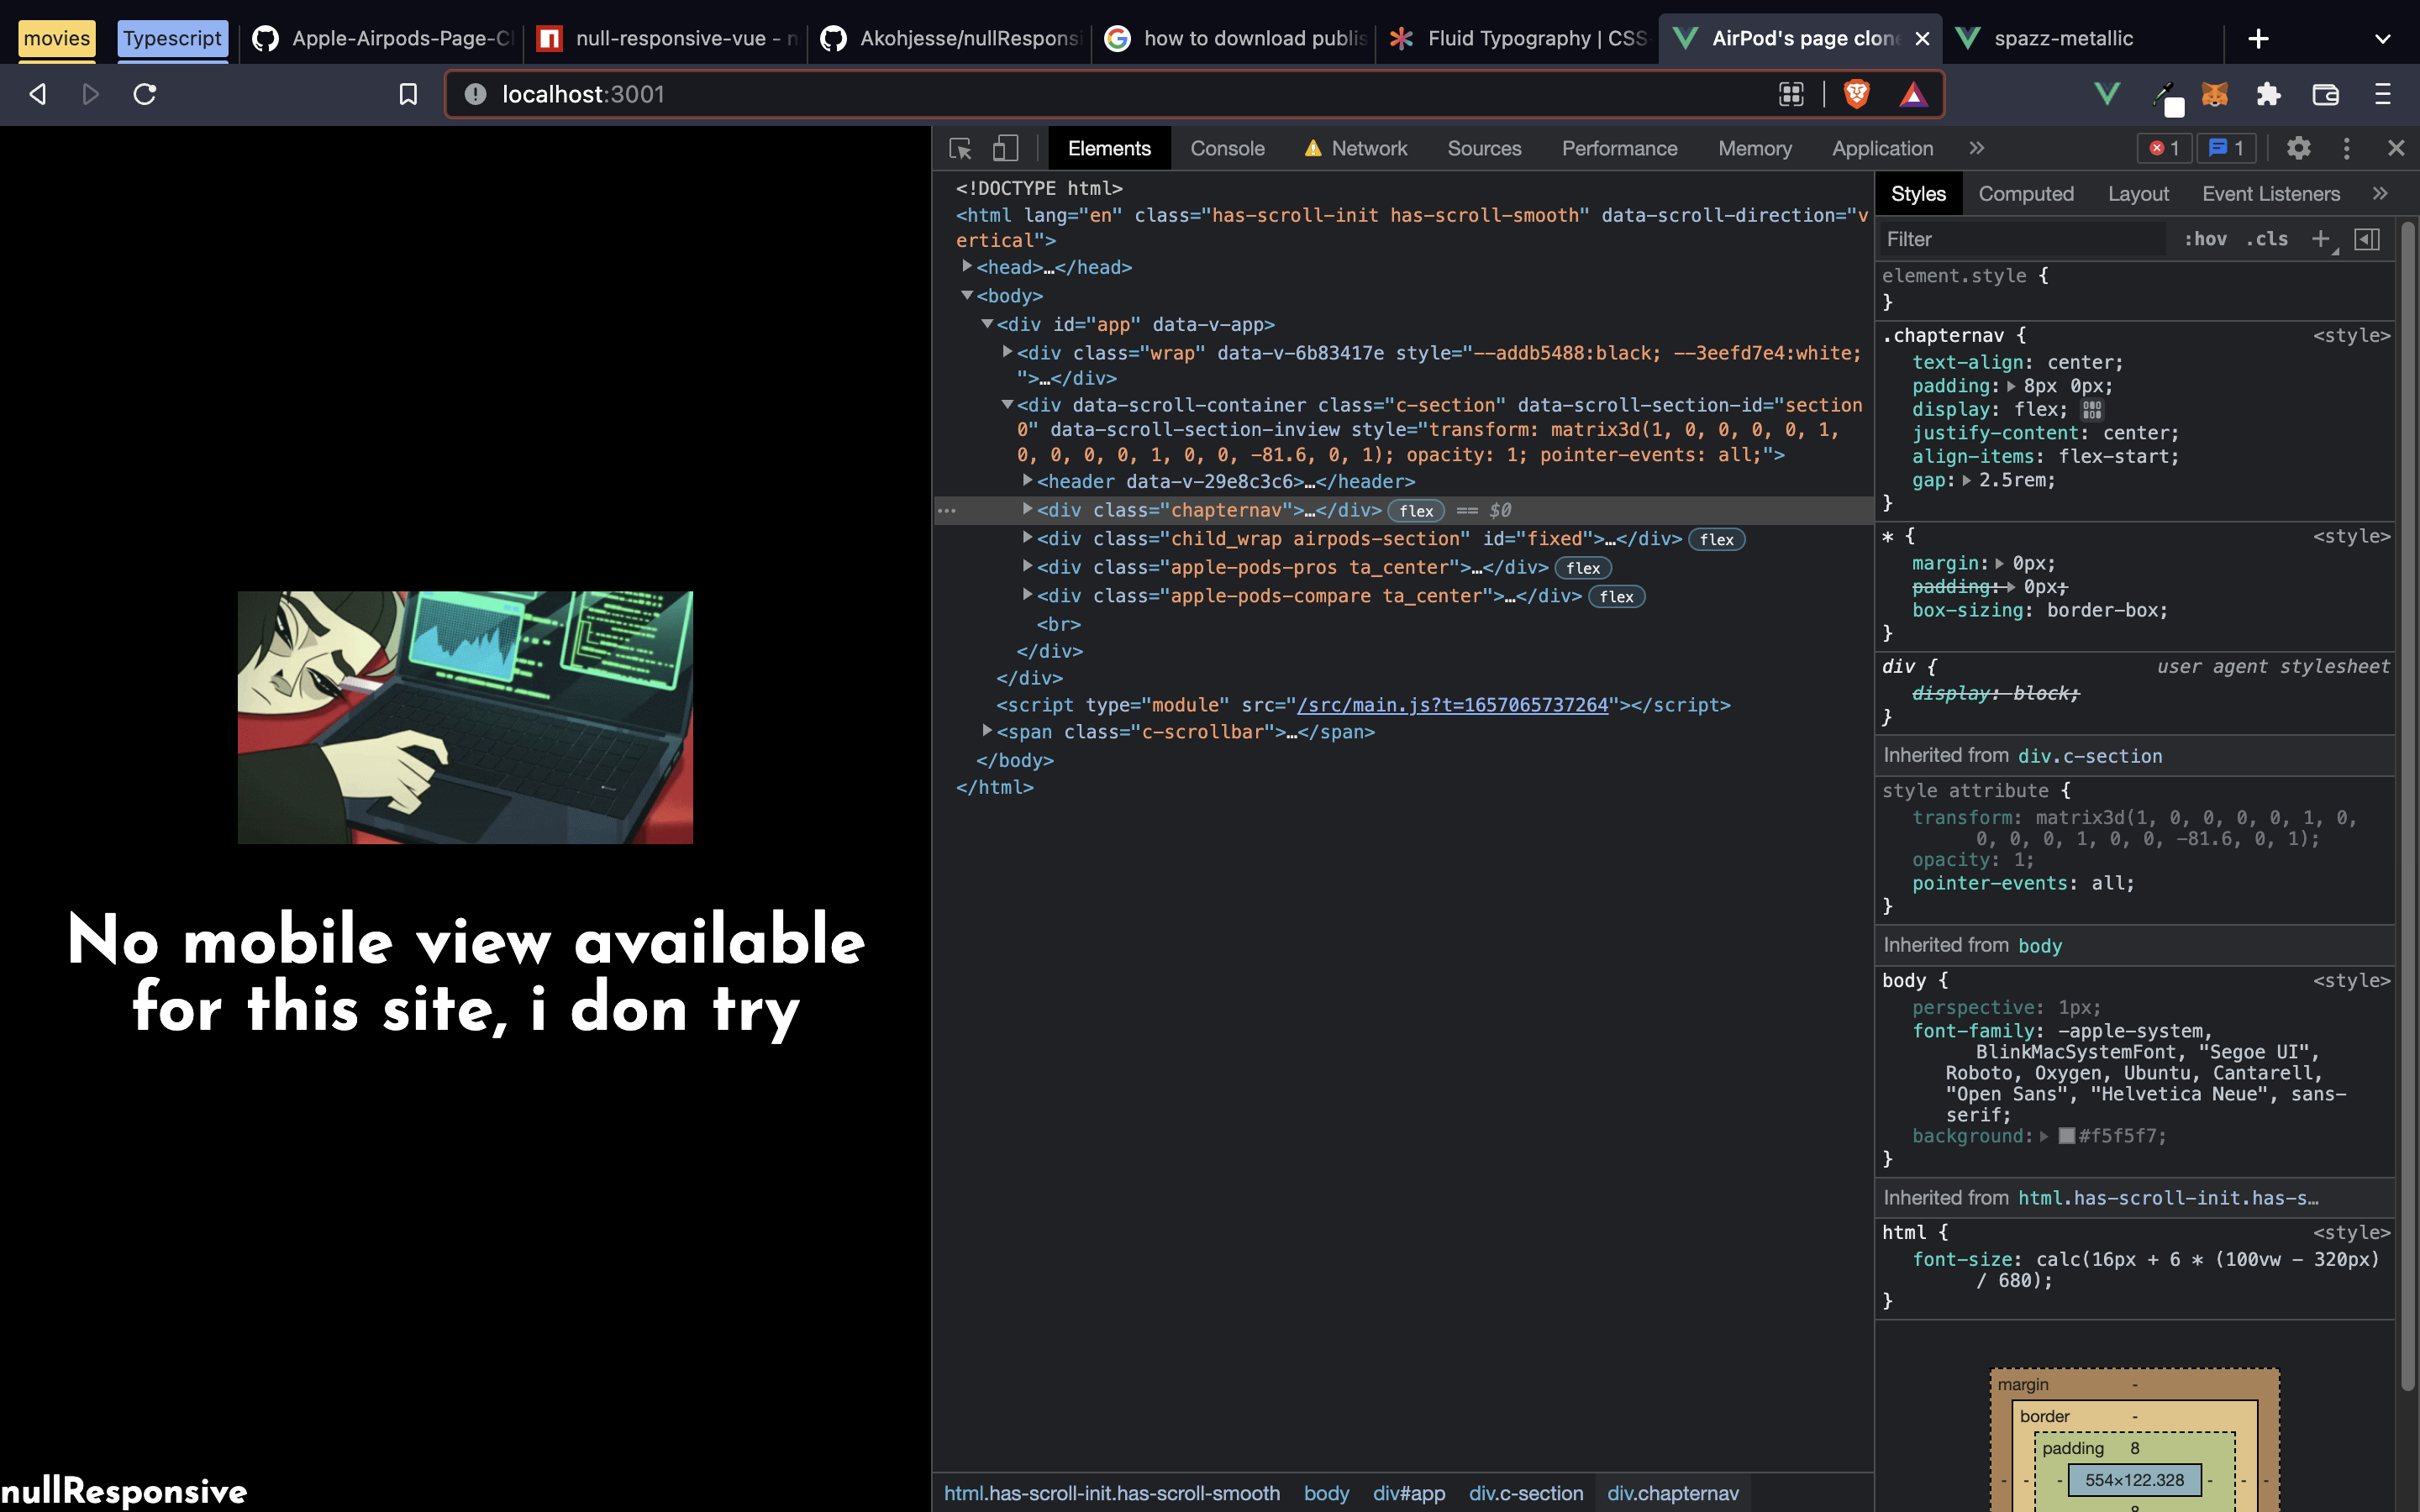 movies
Typescript
Apple-Airpods-Page-Cl
null-responsive-vue - n
Akohjesse/nullResponsi
how to download publis
Fluid Typography | CSS
AirPod's page clone
spazz-metallic
localhost:3001
Elements
Console
Network
Sources
Performance
Memory
Application
1
1
<!DOCTYPE html>
<html lang="en" class="has-scroll-init has-scroll-smooth" data-scroll-direction="v
ertical">
<head>…</head>
<body>
<div id="app" data-v-app>
<div class="wrap" data-v-6b83417e style="--addb5488:black; --3eefd7e4:white;
">…</div>
<div data-scroll-container class="c-section" data-scroll-section-id="section
0" data-scroll-section-inview style="transform: matrix3d(1, 0, 0, 0, 0, 1,
0, 0, 0, 0, 1, 0, 0, -81.6, 0, 1); opacity: 1; pointer-events: all;">
<header data-v-29e8c3c6>…</header>
<div class="chapternav">…</div> flex == $0
<div class="child_wrap airpods-section" id="fixed">…</div> flex
<div class="apple-pods-pros ta_center">…</div> flex
<div class="apple-pods-compare ta_center">…</div> flex
<br>
</div>
</div>
<script type="module" src="/src/main.js?t=1657065737264"></script>
<span class="c-scrollbar">…</span>
</body>
</html>
html.has-scroll-init.has-scroll-smooth body div#app div.c-section div.chapternav
Styles
Computed
Layout
Event Listeners
Filter
:hov .cls
element.style {
}
.chapternav { <style>
text-align: center;
padding: 8px 0px;
display: flex;
justify-content: center;
align-items: flex-start;
gap: 2.5rem;
}
* { <style>
margin: 0px;
padding: 0px;
box-sizing: border-box;
}
div { user agent stylesheet
display: block;
}
Inherited from div.c-section
style attribute {
transform: matrix3d(1, 0, 0, 0, 0, 1, 0,
0, 0, 0, 1, 0, 0, -81.6, 0, 1);
opacity: 1;
pointer-events: all;
}
Inherited from body
body { <style>
perspective: 1px;
font-family: -apple-system,
BlinkMacSystemFont, "Segoe UI",
Roboto, Oxygen, Ubuntu, Cantarell,
"Open Sans", "Helvetica Neue", sans-
serif;
background: #f5f5f7;
}
Inherited from html.has-scroll-init.has-s…
html { <style>
font-size: calc(16px + 6 * (100vw - 320px)
/ 680);
}
margin -
border -
padding 8
- - - 554×122.328 - - -
8
No mobile view available
for this site, i don try
nullResponsive